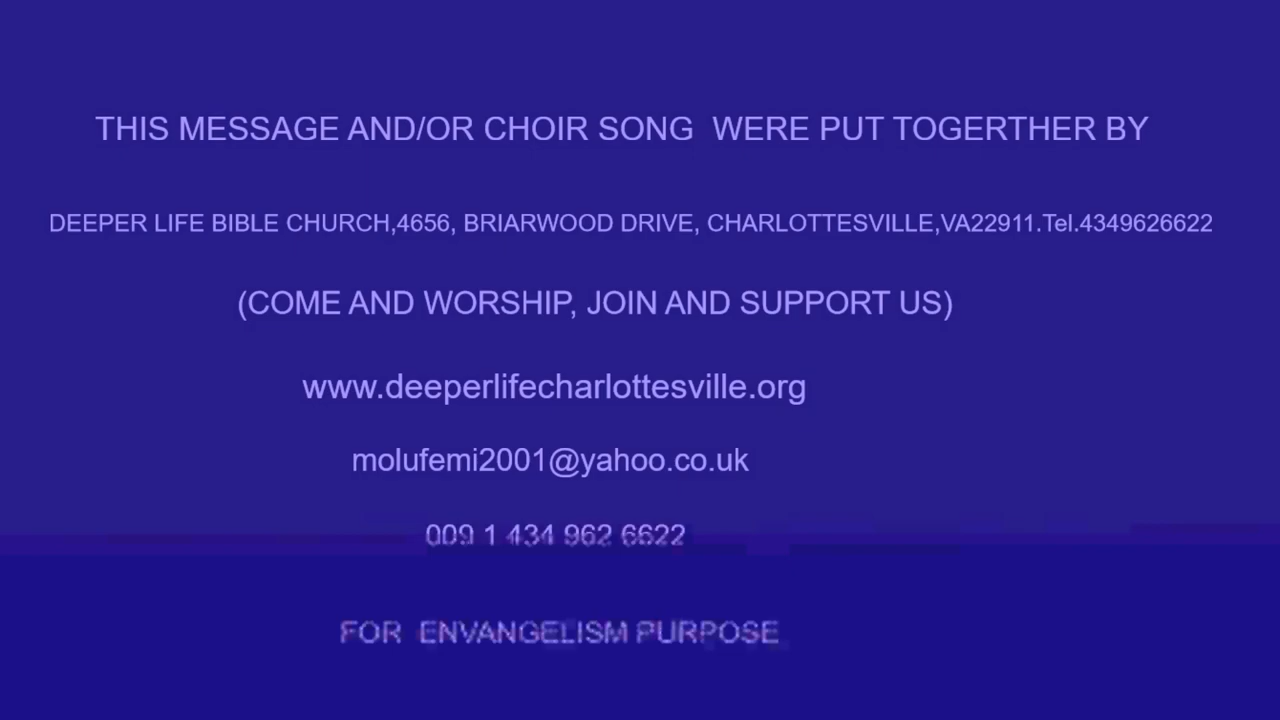 THIS MESSAGE AND/OR CHOIR SONG  WERE PUT TOGERTHER BY
DEEPER LIFE BIBLE CHURCH,4656, BRIARWOOD DRIVE, CHARLOTTESVILLE,VA22911.Tel.4349626622
(COME AND WORSHIP, JOIN AND SUPPORT US)
www.deeperlifecharlottesville.org
molufemi2001@yahoo.co.uk
009 1 434 962 6622
FOR  ENVANGELISM PURPOSE